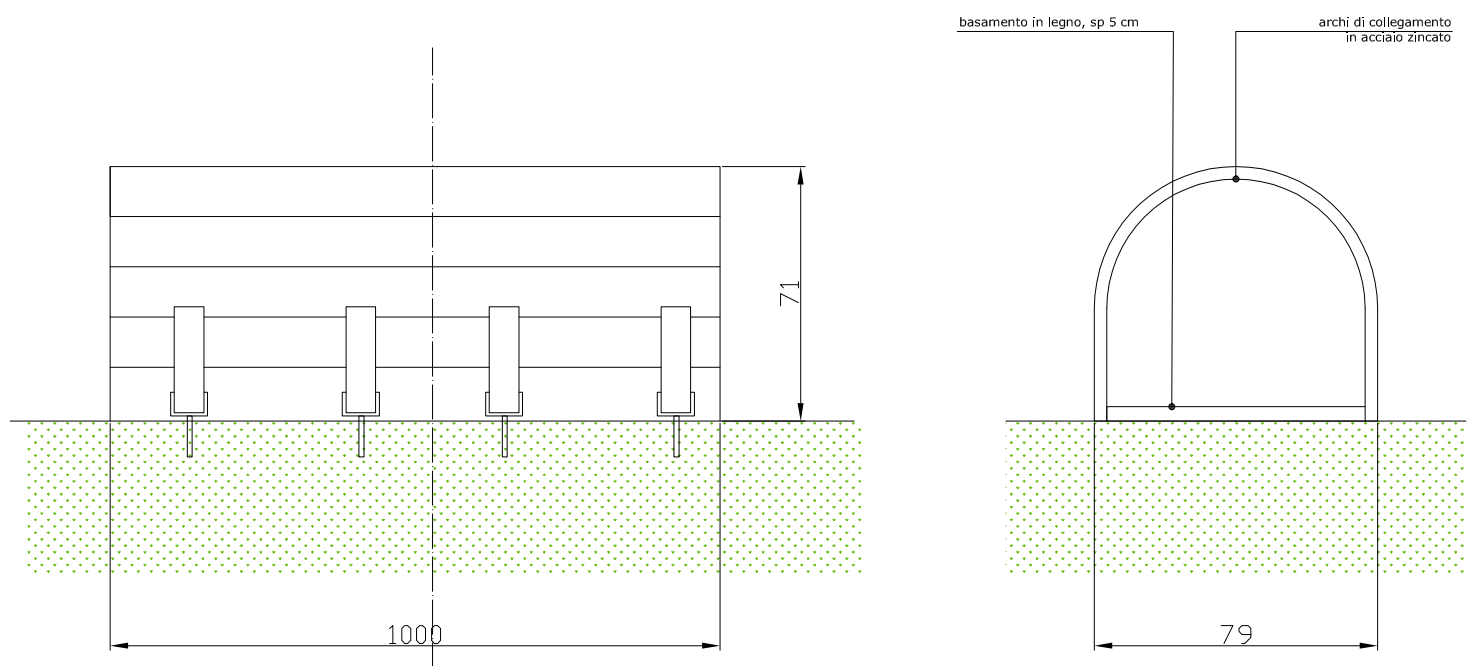 basamento in legno, sp 5 cm
archi di collegamento
in acciaio zincato
71
1000
79